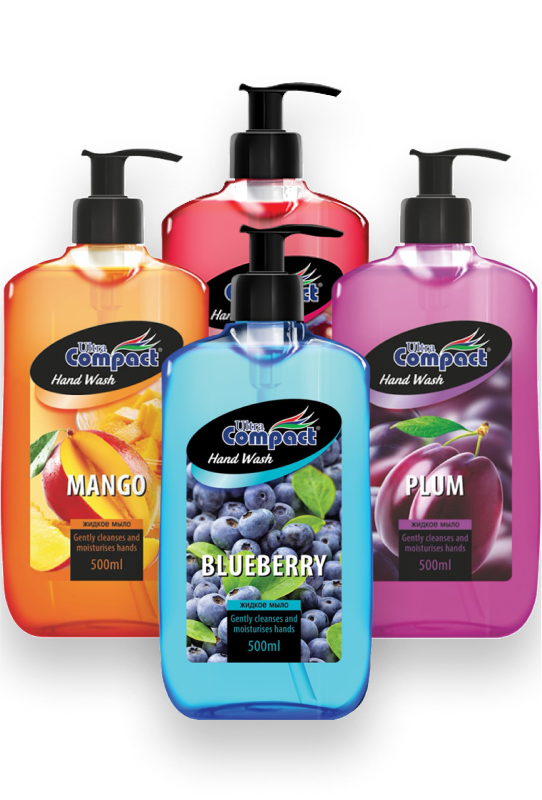 Ultra
Compact®
Hand Wash
MANGO
жидкое мыло
Gently cleanses and
moisturises hands
500ml
Ultra
Compact®
Hand Wash
BLUEBERRY
жидкое мыло
Gently cleanses and
moisturises hands
500ml
Ultra
Compact®
Hand Wash
PLUM
жидкое мыло
Gently cleanses and
moisturises hands
500ml